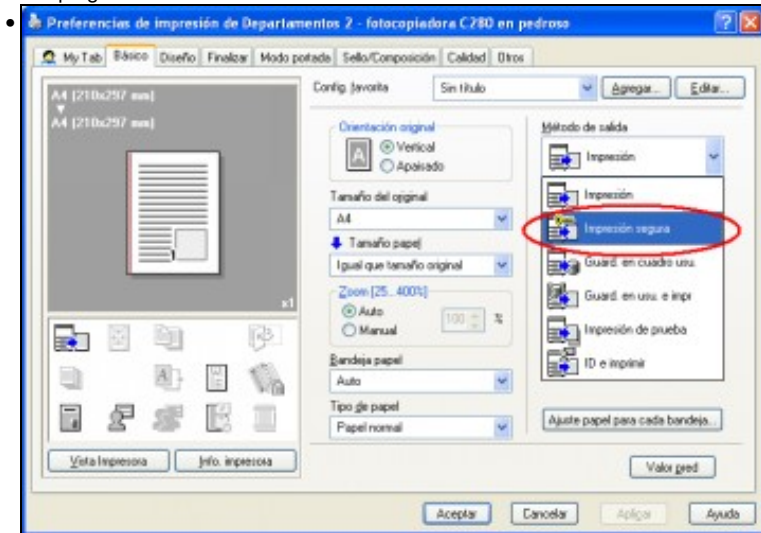 Preferencias de impresión de Departamentos 2 - fotocopiadora C280 en pedroso
My Tab Básico Diseño Finalizar Modo portada Sello/Composición Calidad Otros
A4 [210x297 mm]
A4 [210x297 mm]
x1
Vista Impresora Info. impresora
Config. favorita Sin título Agregar... Editar...
Orientación original
A
Vertical
Apaisado
Tamaño del original
A4
Tamaño papel
Igual que tamaño original
Zoom [25...400%]
Auto
Manual
100 %
Bandeja papel
Auto
Tipo de papel
Papel normal
Método de salida
Impresión
Impresión
Impresión segura
Guard. en cuadro usu.
Guard. en usu. e impr
Impresión de prueba
ID e imprimir
Ajuste papel para cada bandeja...
Valor pred
Aceptar Cancelar Aplicar Ayuda